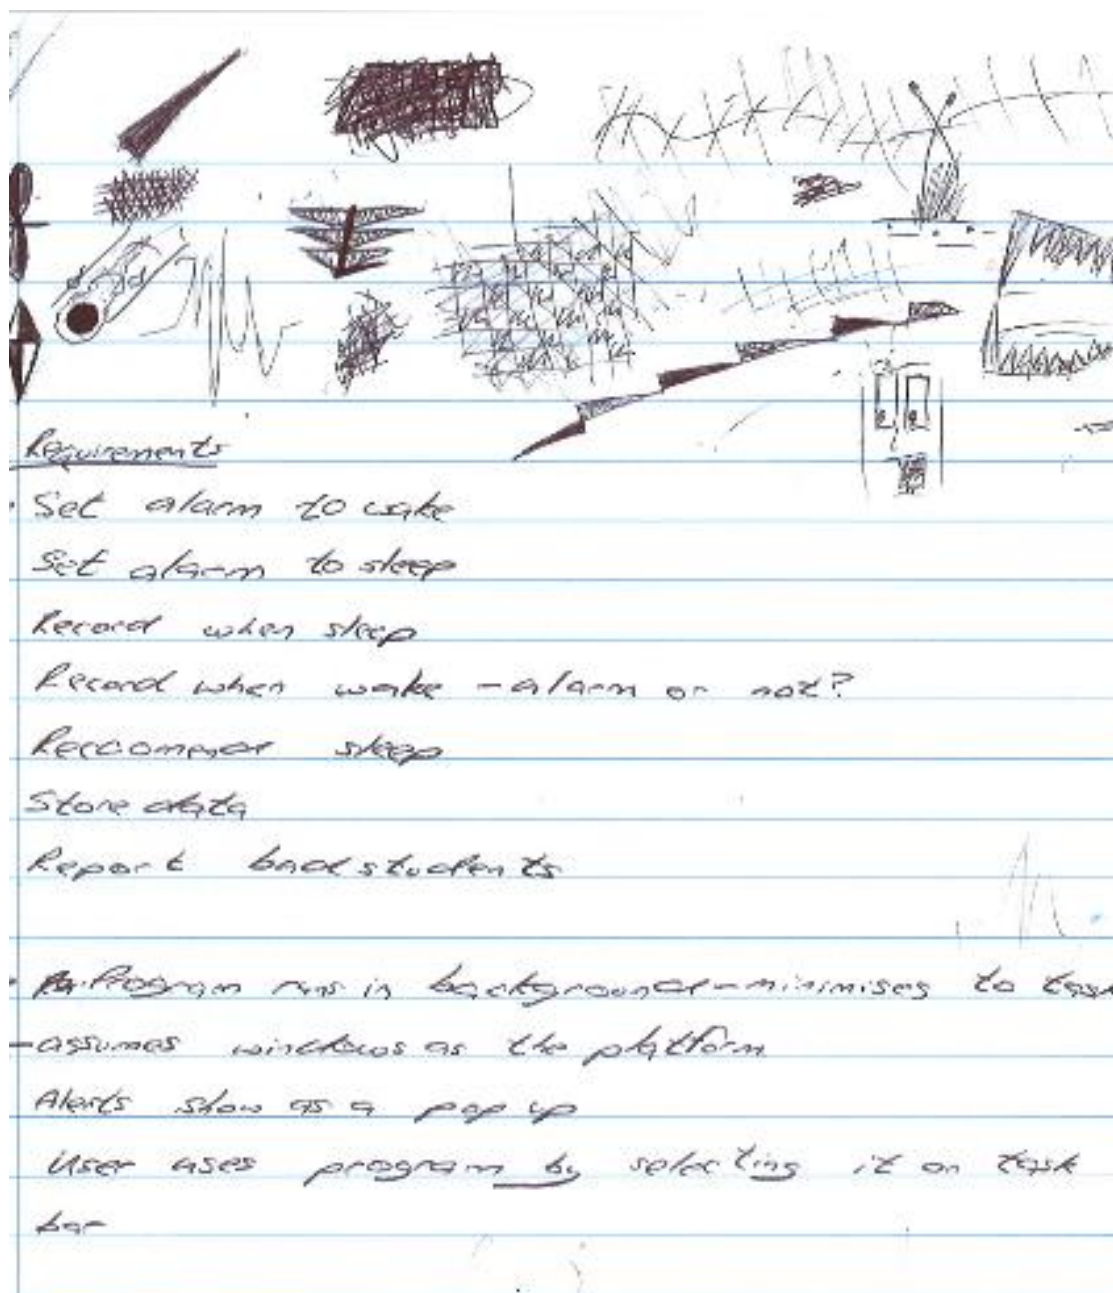 Requirements
Set alarm to wake
Set alarm to sleep
Record when sleep
Record when wake - alarm or not?
Reccomend sleep
Store data
Report bad students
Program runs in background - minimises to task
- assumes windows as the platform
Alerts show as a pop up
User uses program by selecting it on task
bar